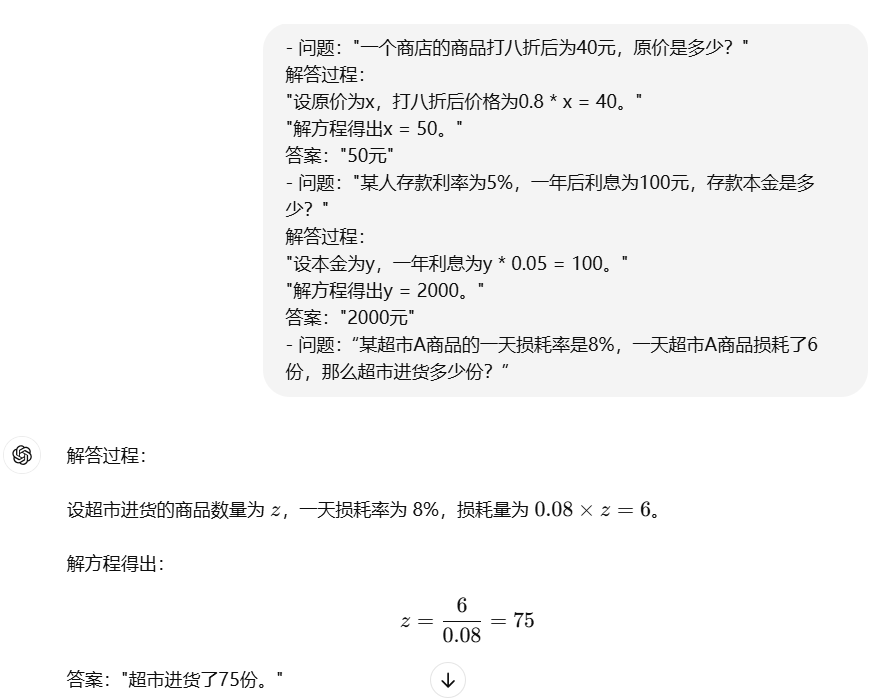 - 问题："一个商店的商品打八折后为40元，原价是多少？"
解答过程：
"设原价为x，打八折后价格为0.8 * x = 40。"
"解方程得出x = 50。"
答案："50元"
- 问题："某人存款利率为5%，一年后利息为100元，存款本金是多
少？"
解答过程：
"设本金为y，一年利息为y * 0.05 = 100。"
"解方程得出y = 2000。"
答案："2000元"
- 问题：“某超市A商品的一天损耗率是8%，一天超市A商品损耗了6
份，那么超市进货多少份？”
解答过程：
设超市进货的商品数量为 z，一天损耗率为 8%，损耗量为 0.08 × z = 6。
解方程得出：
z = 6/0.08 = 75
答案："超市进货了75份。"